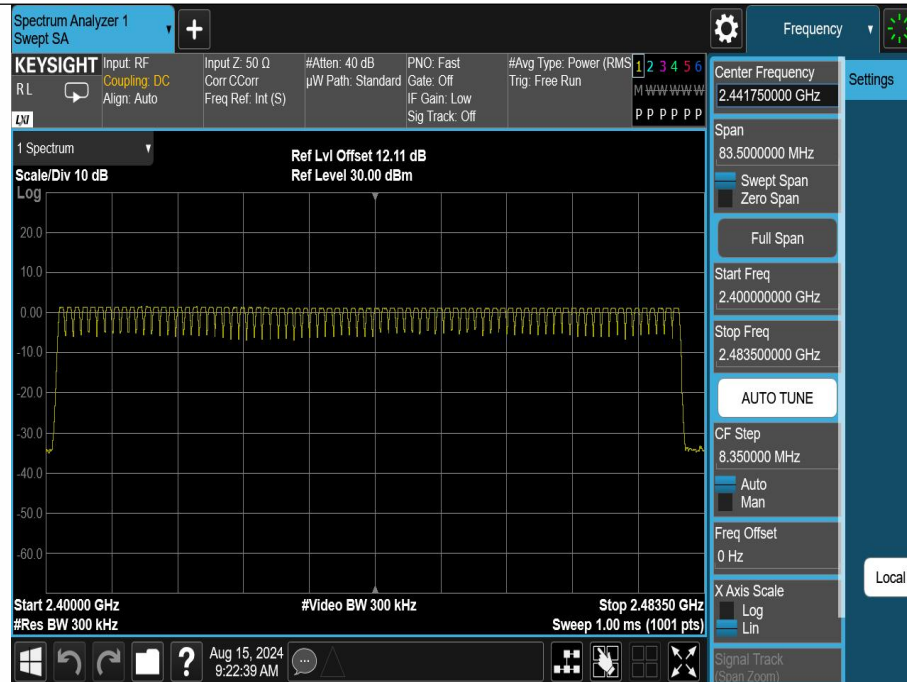 Spectrum Analyzer 1
Swept SA
+
Frequency
KEYSIGHT
Input: RF
Coupling: DC
Align: Auto
Input Z: 50 Ω
Corr CCorr
Freq Ref: Int (S)
#Atten: 40 dB
µW Path: Standard
PNO: Fast
Gate: Off
IF Gain: Low
Sig Track: Off
#Avg Type: Power (RMS
Trig: Free Run
1 2 3 4 5 6
M W W W W W
P P P P P P
R L
LXI
1 Spectrum
Scale/Div 10 dB
Ref Lvl Offset 12.11 dB
Ref Level 30.00 dBm
Log
20.0
10.0
0.00
-10.0
-20.0
-30.0
-40.0
-50.0
-60.0
Start 2.40000 GHz
#Res BW 300 kHz
#Video BW 300 kHz
Stop 2.48350 GHz
Sweep 1.00 ms (1001 pts)
Center Frequency
2.441750000 GHz
Settings
Span
83.5000000 MHz
Swept Span
Zero Span
Full Span
Start Freq
2.400000000 GHz
Stop Freq
2.483500000 GHz
AUTO TUNE
CF Step
8.350000 MHz
Auto
Man
Freq Offset
0 Hz
X Axis Scale
Log
Lin
Local
Signal Track
(Span Zoom)
?
Aug 15, 2024
9:22:39 AM